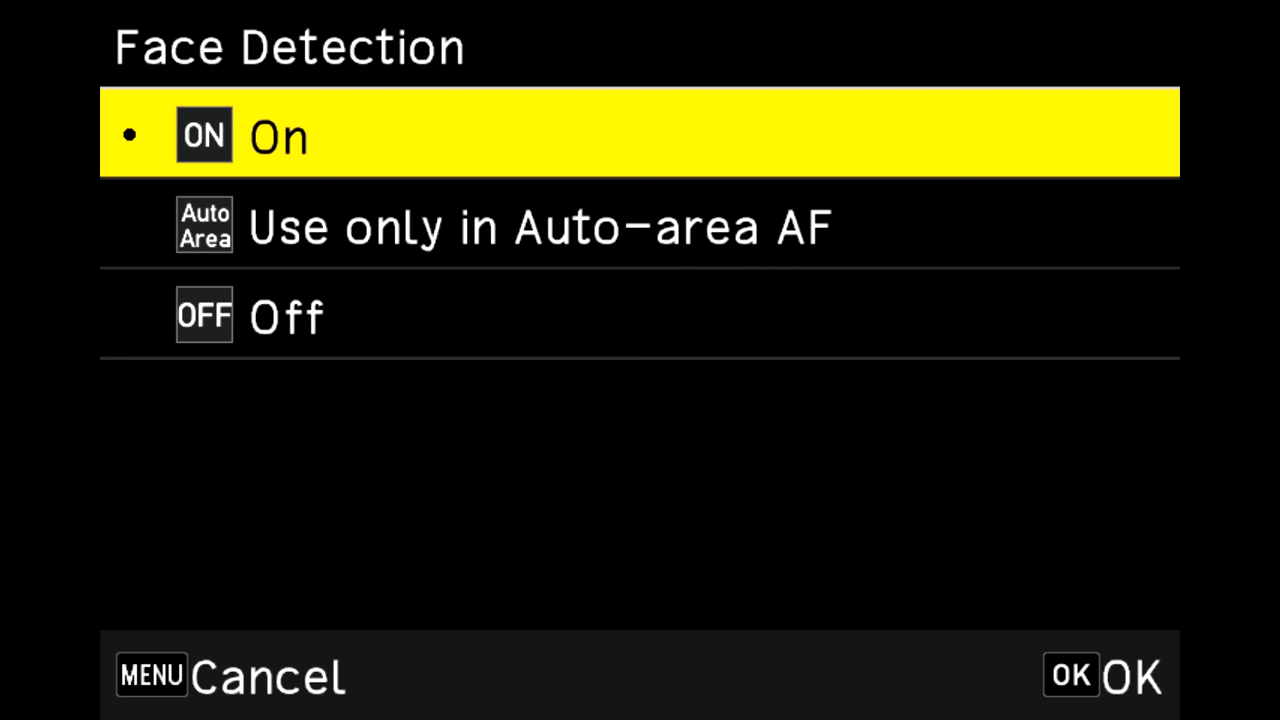 Face Detection
ON On
Auto Area Use only in Auto-area AF
OFF Off
MENU Cancel OK OK